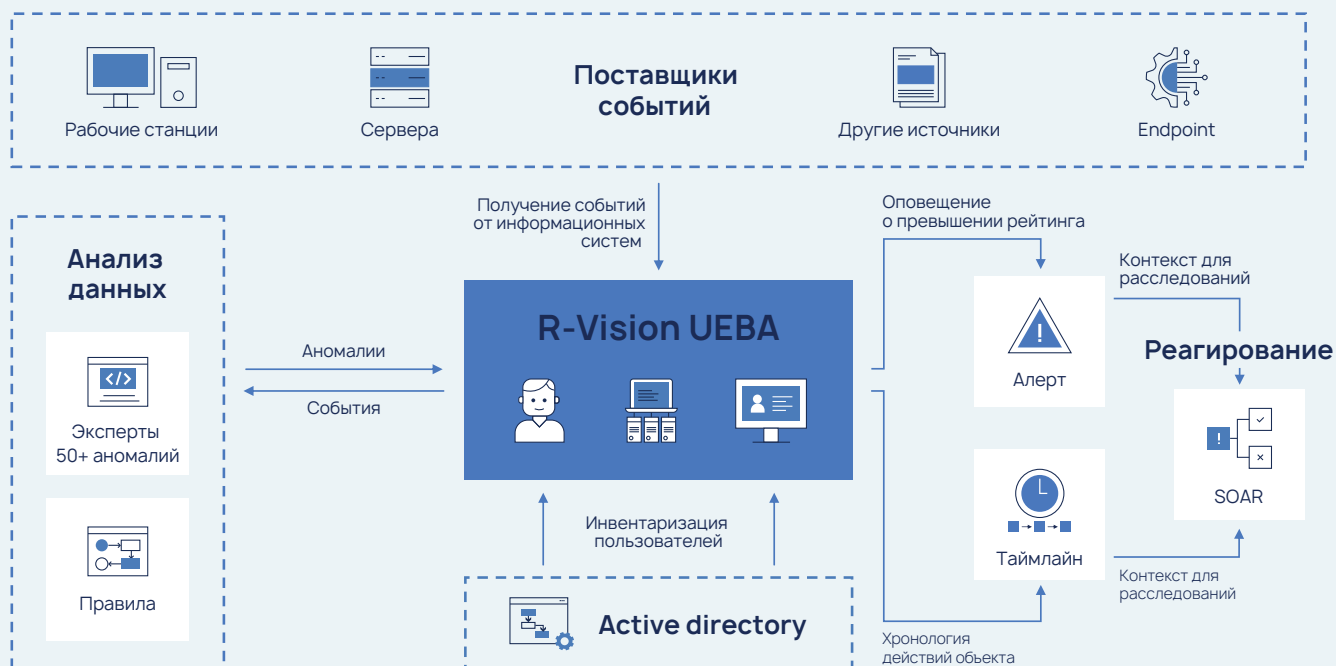 Поставщики
событий
Рабочие станции
Сервера
Другие источники
Endpoint
Получение событий
от информационных
систем
Оповещение
о превышении рейтинга
Анализ
данных
Эксперты
50+ аномалий
Правила
Аномалии
События
R-Vision UEBA
Инвентаризация
пользователей
Active directory
Алерт
Контекст для
расследований
Реагирование
SOAR
Таймлайн
Контекст для
расследований
Хронология
действий объекта